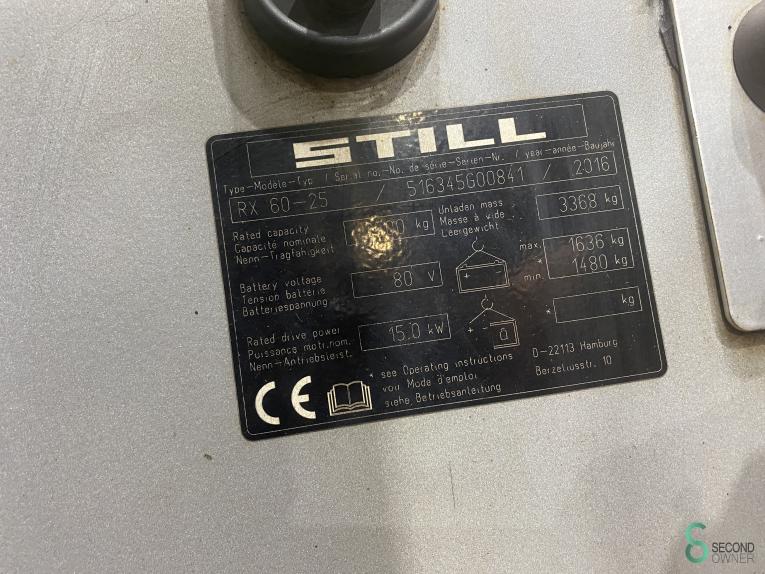 STILL
Type-Modèle-Typ / Serial no.-No. de série-Serien-Nr. / year-année-Baujahr
RX 60-25 / 516345G00841 / 2016
Rated capacity
Capacité nominale
Nenn-Tragfähigkeit
kg
Unladen mass
Masse à vide
Leergewicht
3368 kg
Battery voltage
Tension batterie
Batteriespannung
80 V
+ -
max. 1636 kg
*
min. 1480 kg
Rated drive power
Puissance motr.nom.
Nenn-Antriebsleist.
15.0 kW
+ -
* kg
* see Operating instructions
voir Mode d'emploi
siehe Betriebsanleitung
D-22113 Hamburg
Berzeliusstr. 10
CE
SECOND
OWNER